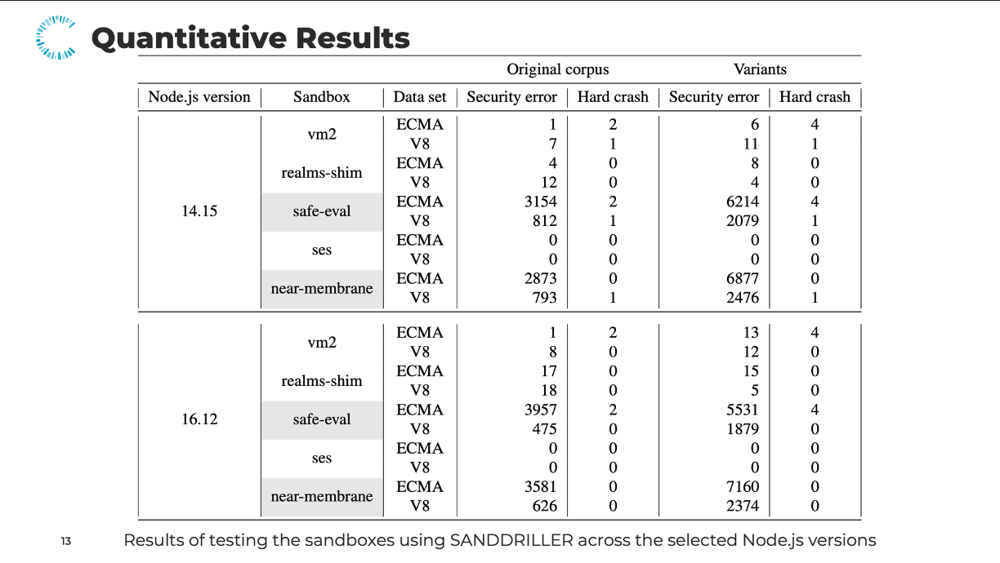 Quantitative Results
Original corpus Variants
Node.js version Sandbox Data set Security error Hard crash Security error Hard crash
14.15 vm2 ECMA 1 2 6 4
V8 7 1 11 1
realms-shim ECMA 4 0 8 0
V8 12 0 4 0
safe-eval ECMA 3154 2 6214 4
V8 812 1 2079 1
ses ECMA 0 0 0 0
V8 0 0 0 0
near-membrane ECMA 2873 0 6877 0
V8 793 1 2476 1
16.12 vm2 ECMA 1 2 13 4
V8 8 0 12 0
realms-shim ECMA 17 0 15 0
V8 18 0 5 0
safe-eval ECMA 3957 2 5531 4
V8 475 0 1879 0
ses ECMA 0 0 0 0
V8 0 0 0 0
near-membrane ECMA 3581 0 7160 0
V8 626 0 2374 0
13 Results of testing the sandboxes using SANDDRILLER across the selected Node.js versions